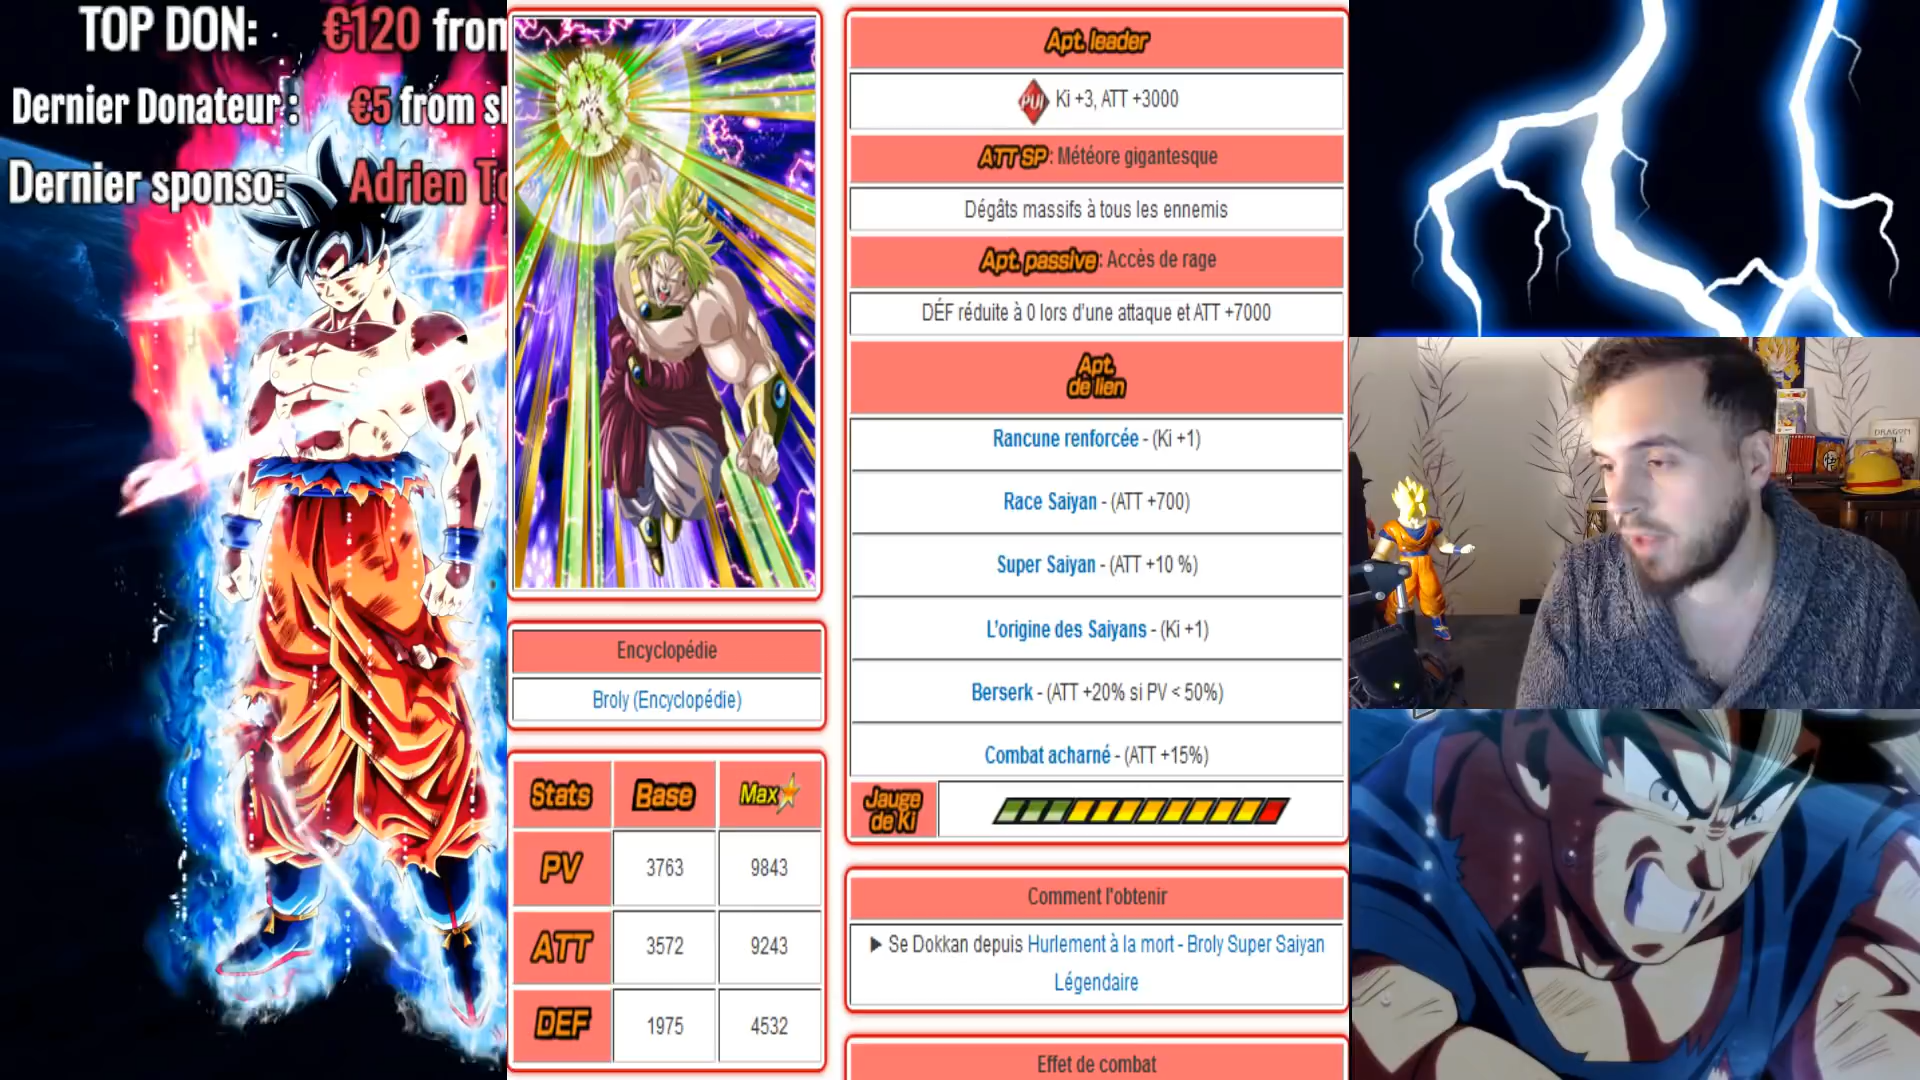 TOP DON: . €120 from
Dernier Donateur : €5 from sl
Dernier sponso: Adrien
Encyclopédie
Broly (Encyclopédie)
Stats Base Max
PV 3763 9843
ATT 3572 9243
DEF 1975 4532
Apt. leader
PUI Ki +3, ATT +3000
ATT SP : Météore gigantesque
Dégâts massifs à tous les ennemis
Apt. passive : Accès de rage
DÉF réduite à 0 lors d'une attaque et ATT +7000
Apt.
de lien
Rancune renforcée - (Ki +1)
Race Saiyan - (ATT +700)
Super Saiyan - (ATT +10 %)
L'origine des Saiyans - (Ki +1)
Berserk - (ATT +20% si PV < 50%)
Combat acharné - (ATT +15%)
Jauge
de Ki
Comment l'obtenir
▶ Se Dokkan depuis Hurlement à la mort - Broly Super Saiyan
Légendaire
Effet de combat
DRAGON